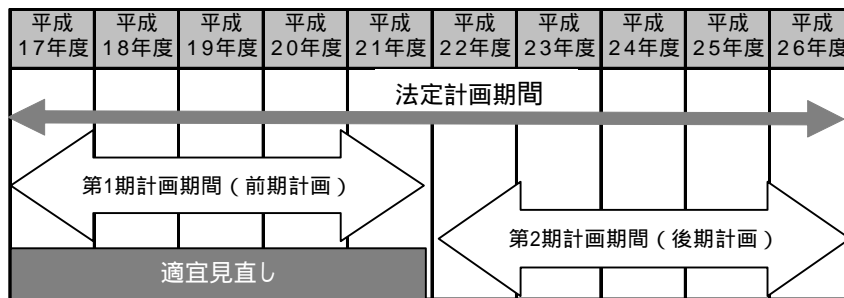 平成 平成 平成 平成 平成 平成 平成 平成 平成 平成
17年度 18年度 19年度 20年度 21年度 22年度 23年度 24年度 25年度 26年度
法定計画期間
第1期計画期間（前期計画）
第2期計画期間（後期計画）
適宜見直し